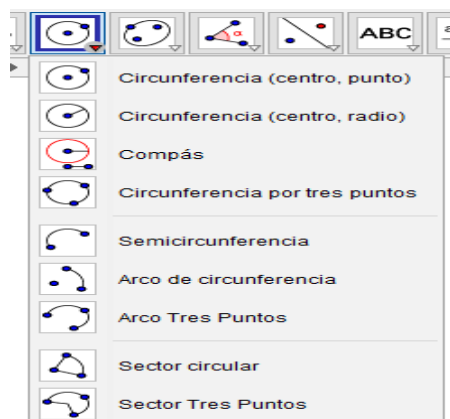 α
ABC
Circunferencia (centro, punto)
Circunferencia (centro, radio)
Compás
Circunferencia por tres puntos
Semicircunferencia
Arco de circunferencia
Arco Tres Puntos
Sector circular
Sector Tres Puntos